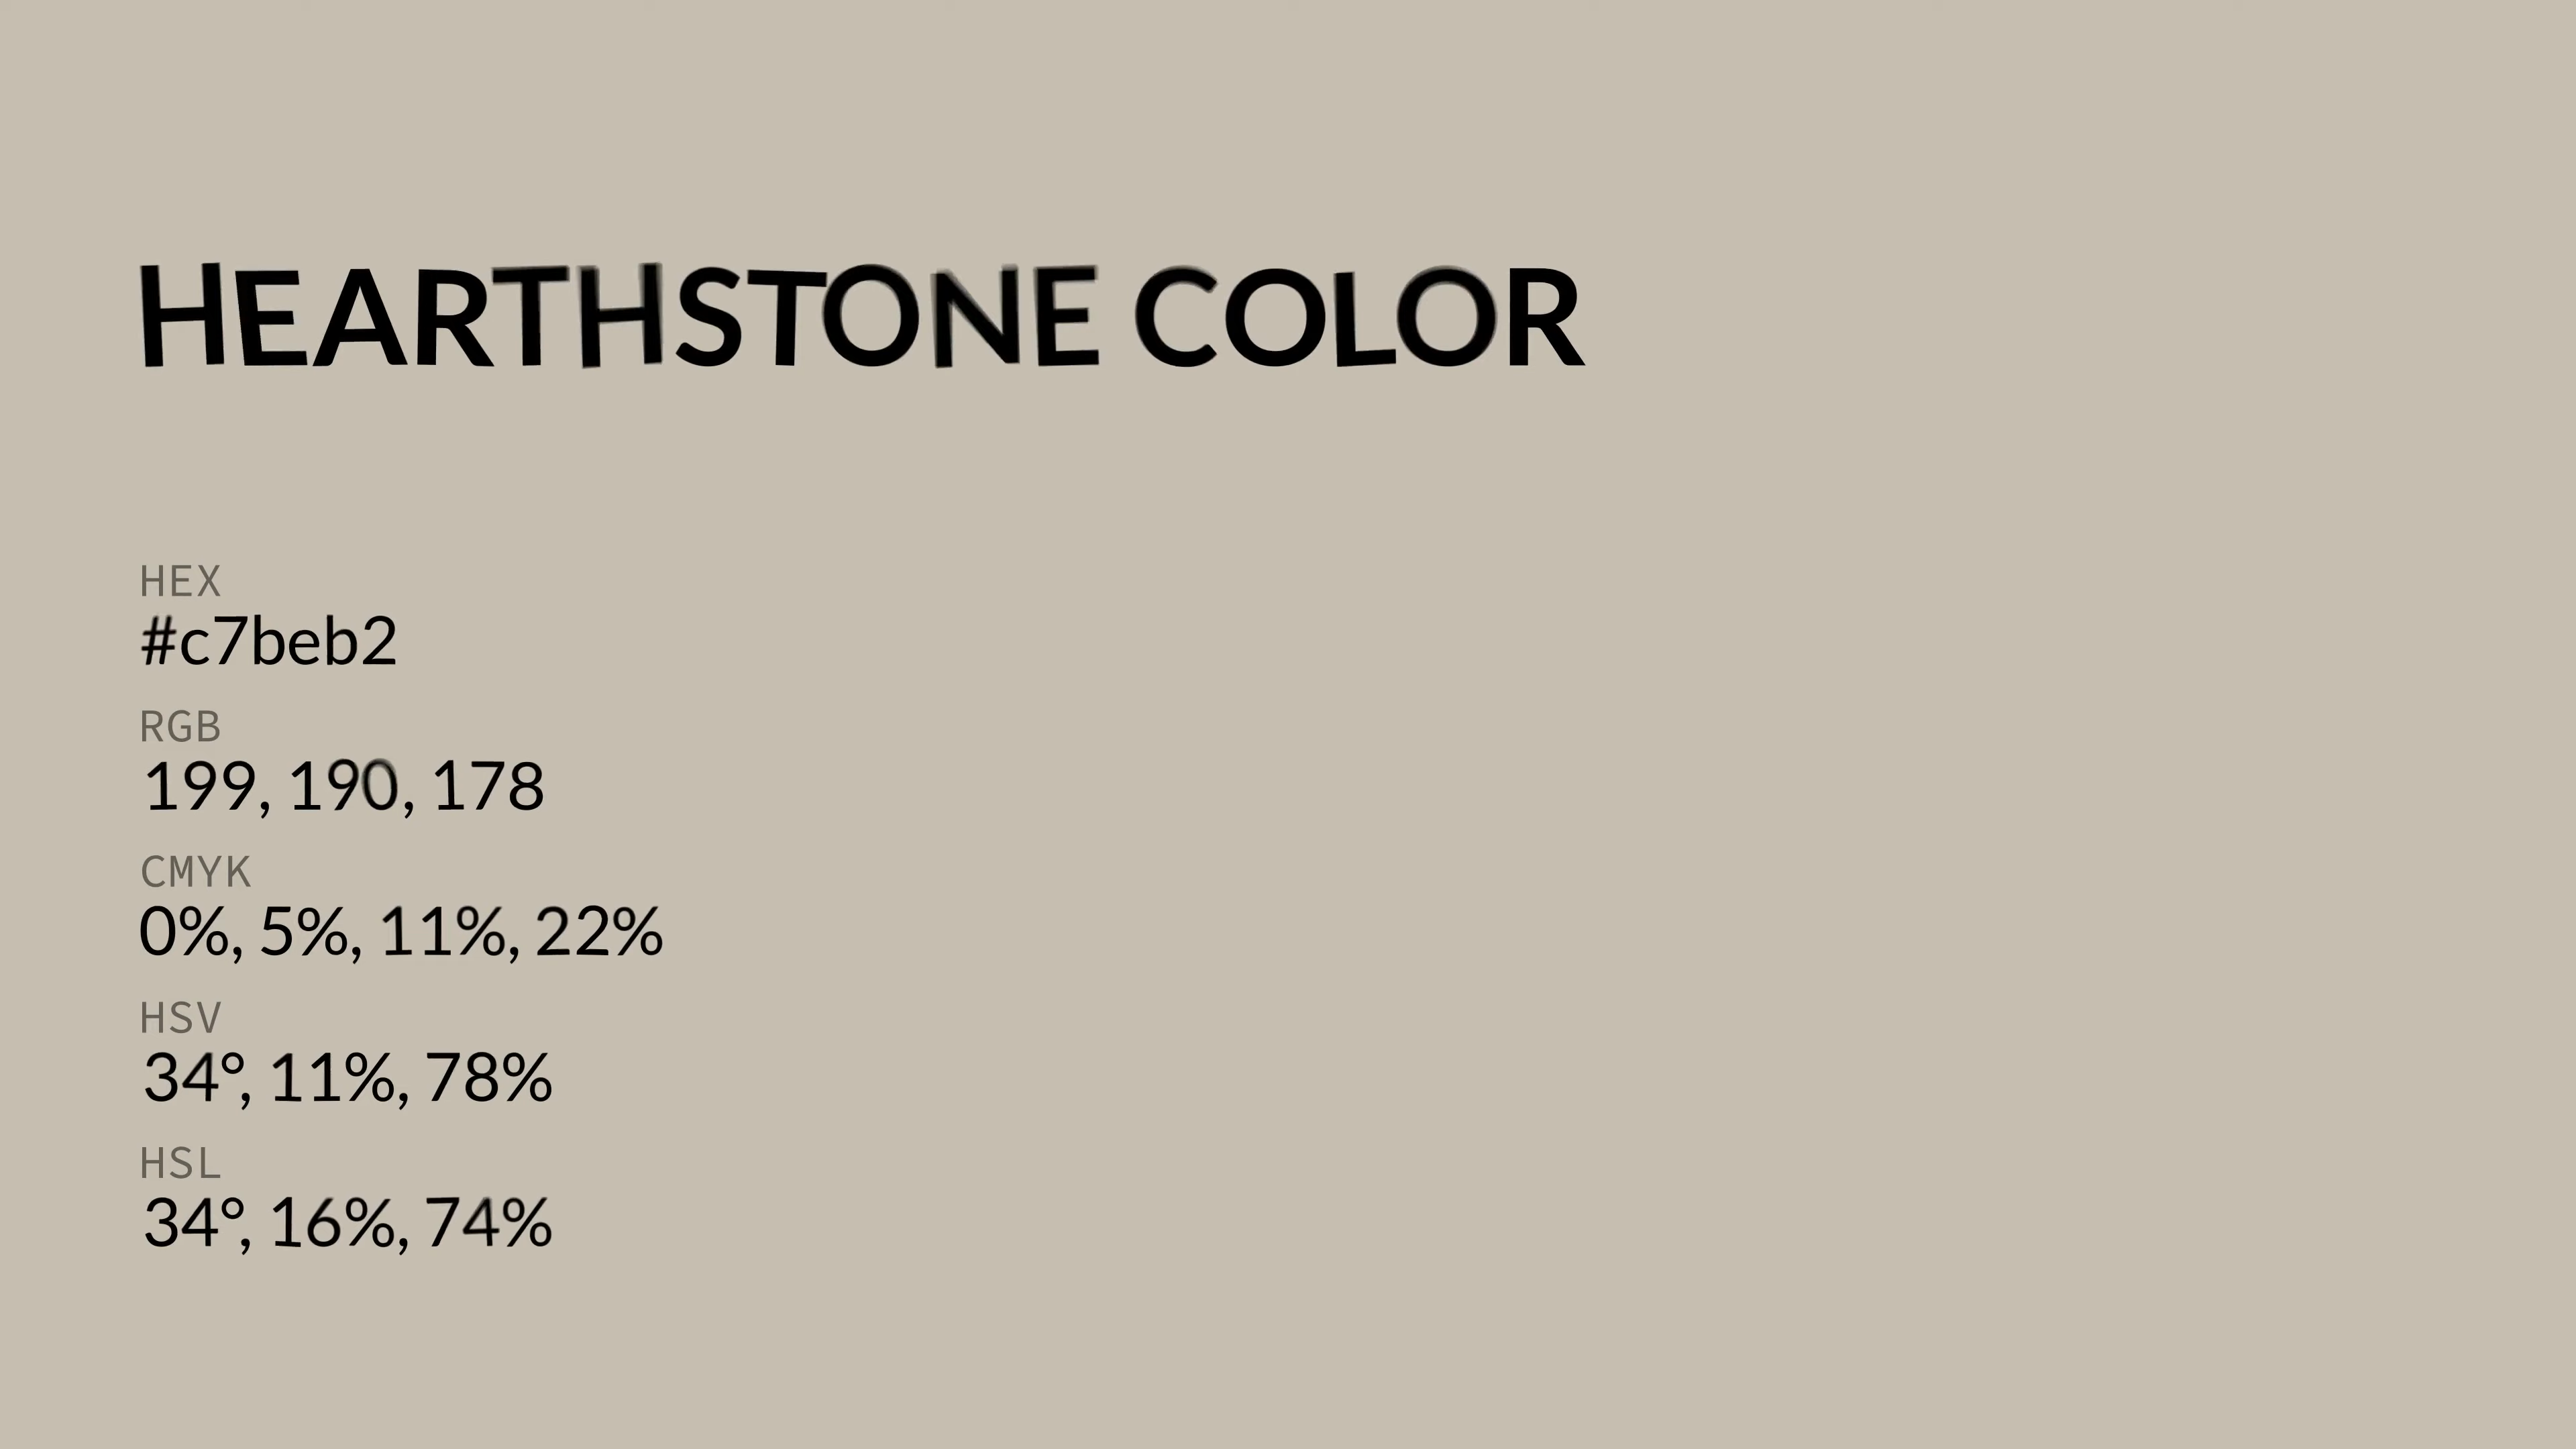 HEARTHSTONE COLOR
HEX
#c7beb2
RGB
199, 190, 178
CMYK
0%, 5%, 11%, 22%
HSV
34°, 11%, 78%
HSL
34°, 16%, 74%